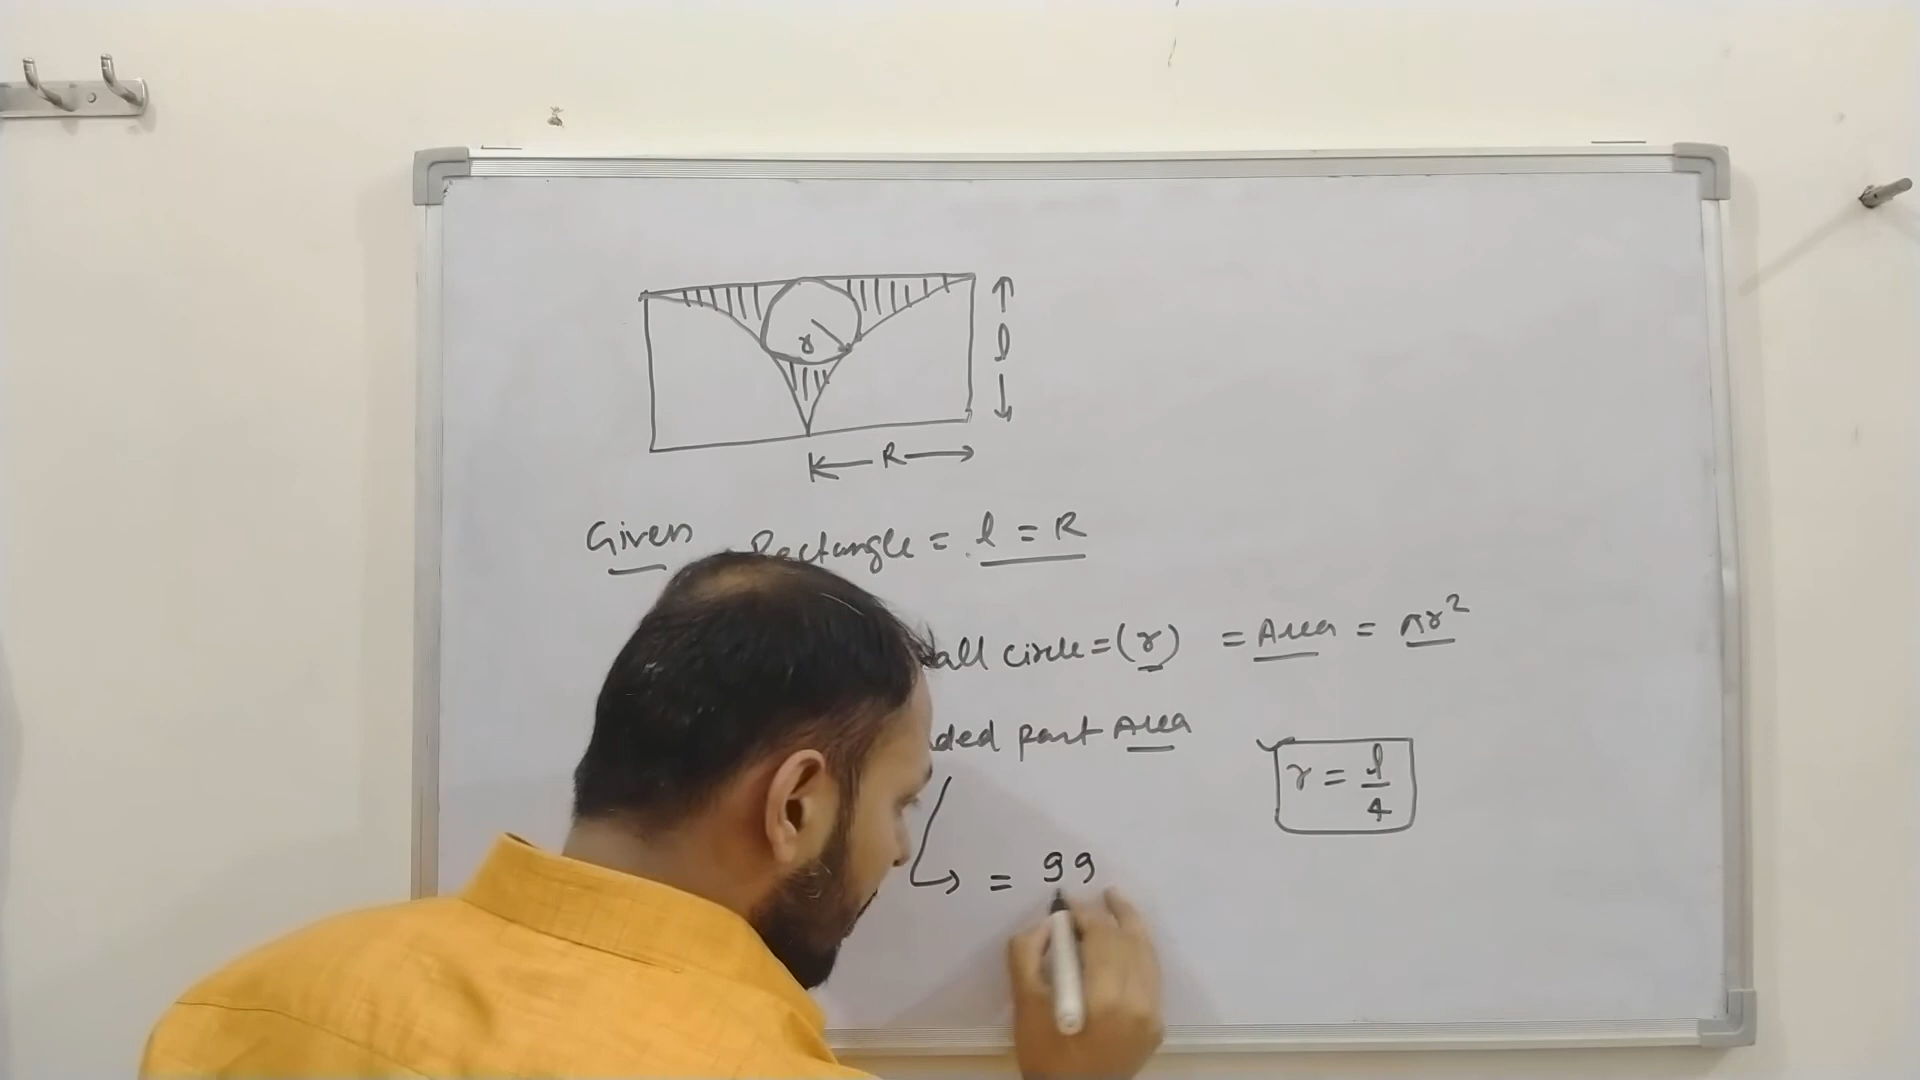 r
l
R
Given
Rectangle = l = R
all circle = (r) = Area = πr²
ded part Area
r = l/4
= 99